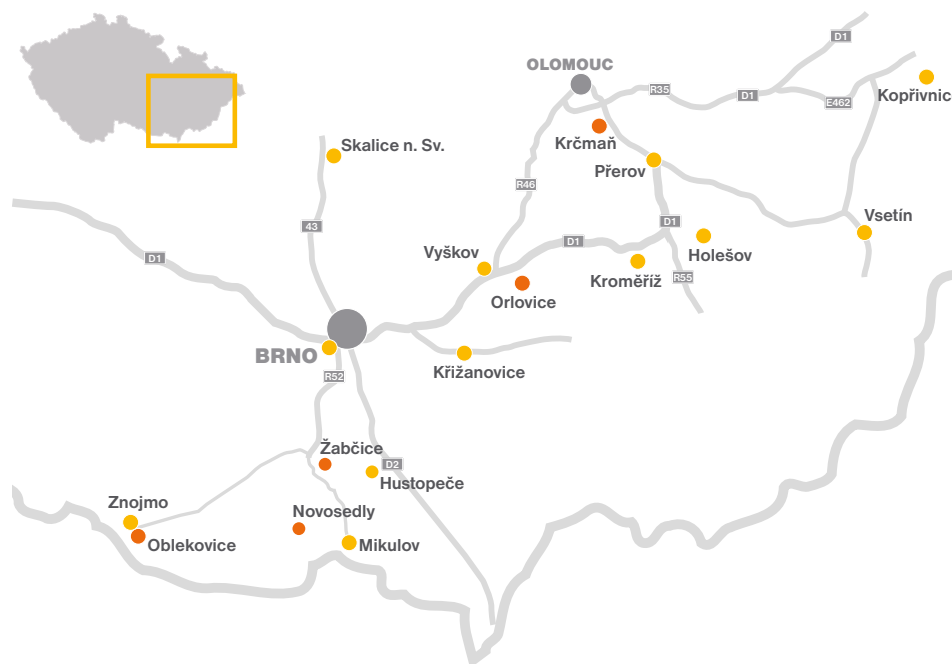 D1
OLOMOUC
R35
D1
E462
Kopřivnic
Krčmaň
Skalice n. Sv.
Přerov
R46
43
D1
Vsetín
D1
Vyškov
D1
Holešov
Kroměříž
R55
Orlovice
BRNO
Křižanovice
R52
Žabčice
D2
Hustopeče
Znojmo
Novosedly
Oblekovice
Mikulov